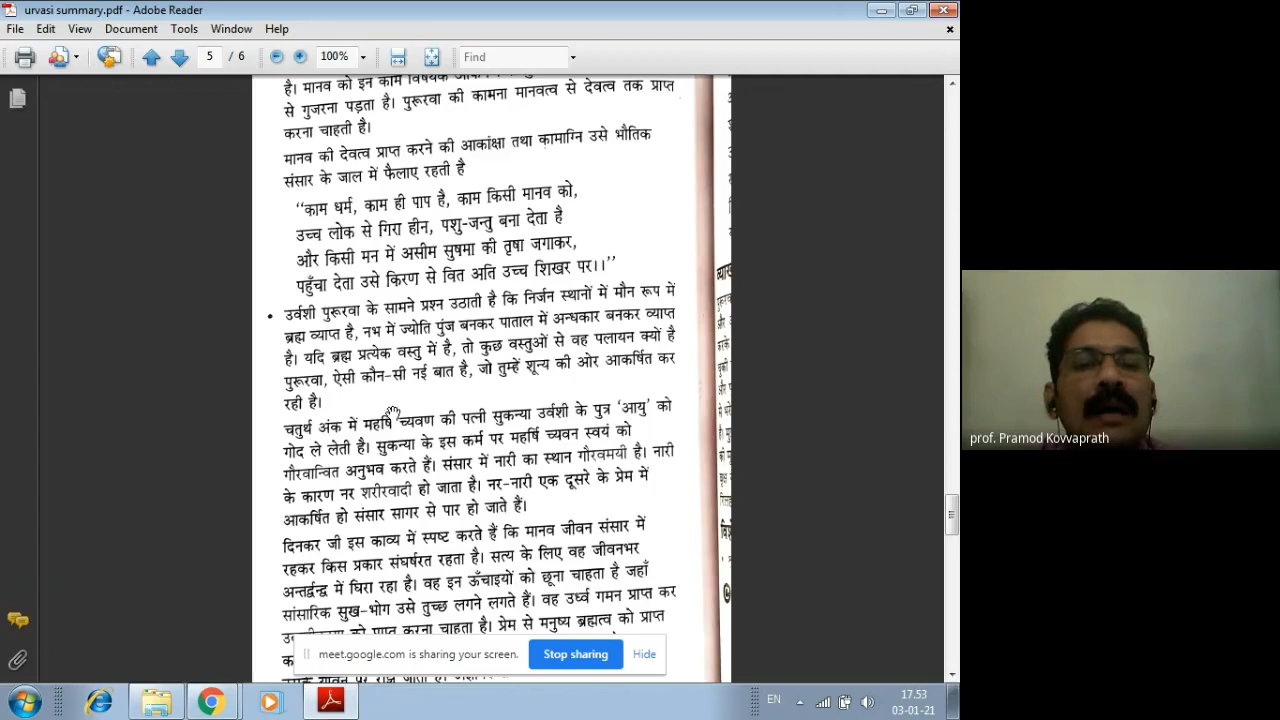 urvasi summary.pdf - Adobe Reader
File Edit View Document Tools Window Help
5 / 6 100% Find
है। मानव को इन काम विषयक
से गुजरना पड़ता है। पुरूरवा की कामना मानवत्व से देवत्व तक प्राप्त
करना चाहती है।
मानव की देवत्व प्राप्त करने की आकांक्षा तथा कामाग्नि उसे भौतिक
संसार के जाल में फैलाए रहती है
‘‘काम धर्म, काम ही पाप है, काम किसी मानव को,
उच्च लोक से गिरा हीन, पशु-जन्तु बना देता है
और किसी मन में असीम सुषमा की तृषा जगाकर,
पहुँचा देता उसे किरण से वित अति उच्च शिखर पर।।’’
• उर्वशी पुरूरवा के सामने प्रश्न उठाती है कि निर्जन स्थानों में मौन रूप में
ब्रह्म व्याप्त है, नभ में ज्योति पुंज बनकर पाताल में अन्धकार बनकर व्याप्त
है। यदि ब्रह्म प्रत्येक वस्तु में है, तो कुछ वस्तुओं से वह पलायन क्यों है
पुरूरवा, ऐसी कौन-सी नई बात है, जो तुम्हें शून्य की ओर आकर्षित कर
रही है।
चतुर्थ अंक में महर्षि च्यवण की पत्नी सुकन्या उर्वशी के पुत्र ‘आयु’ को
गोद ले लेती है। सुकन्या के इस कर्म पर महर्षि च्यवन स्वयं को
गौरवान्वित अनुभव करते हैं। संसार में नारी का स्थान गौरवमयी है। नारी
के कारण नर शरीरवादी हो जाता है। नर-नारी एक दूसरे के प्रेम में
आकर्षित हो संसार सागर से पार हो जाते हैं।
दिनकर जी इस काव्य में स्पष्ट करते हैं कि मानव जीवन संसार में
रहकर किस प्रकार संघर्षरत रहता है। सत्य के लिए वह जीवनभर
अन्तर्द्वन्द्व में घिरा रहा है। वह इन ऊँचाइयों को छूना चाहता है जहाँ
सांसारिक सुख-भोग उसे तुच्छ लगने लगते हैं। वह उर्ध्व गमन प्राप्त कर
को प्राप्त करना चाहता है। प्रेम से मनुष्य ब्रह्मत्व को प्राप्त
meet.google.com is sharing your screen. Stop sharing Hide
prof. Pramod Kovvaprath
EN
17.53
03-01-21